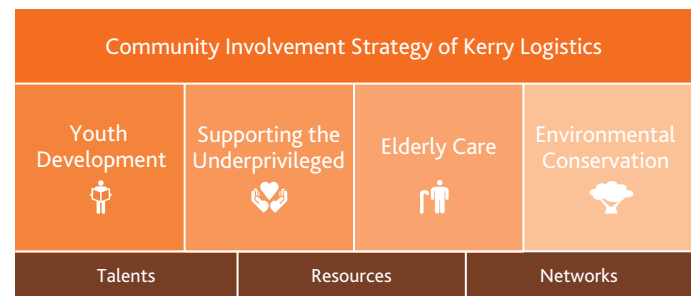 Community Involvement Strategy of Kerry Logistics
Youth
Development
Supporting the
Underprivileged
Elderly Care
Environmental
Conservation
Talents
Resources
Networks